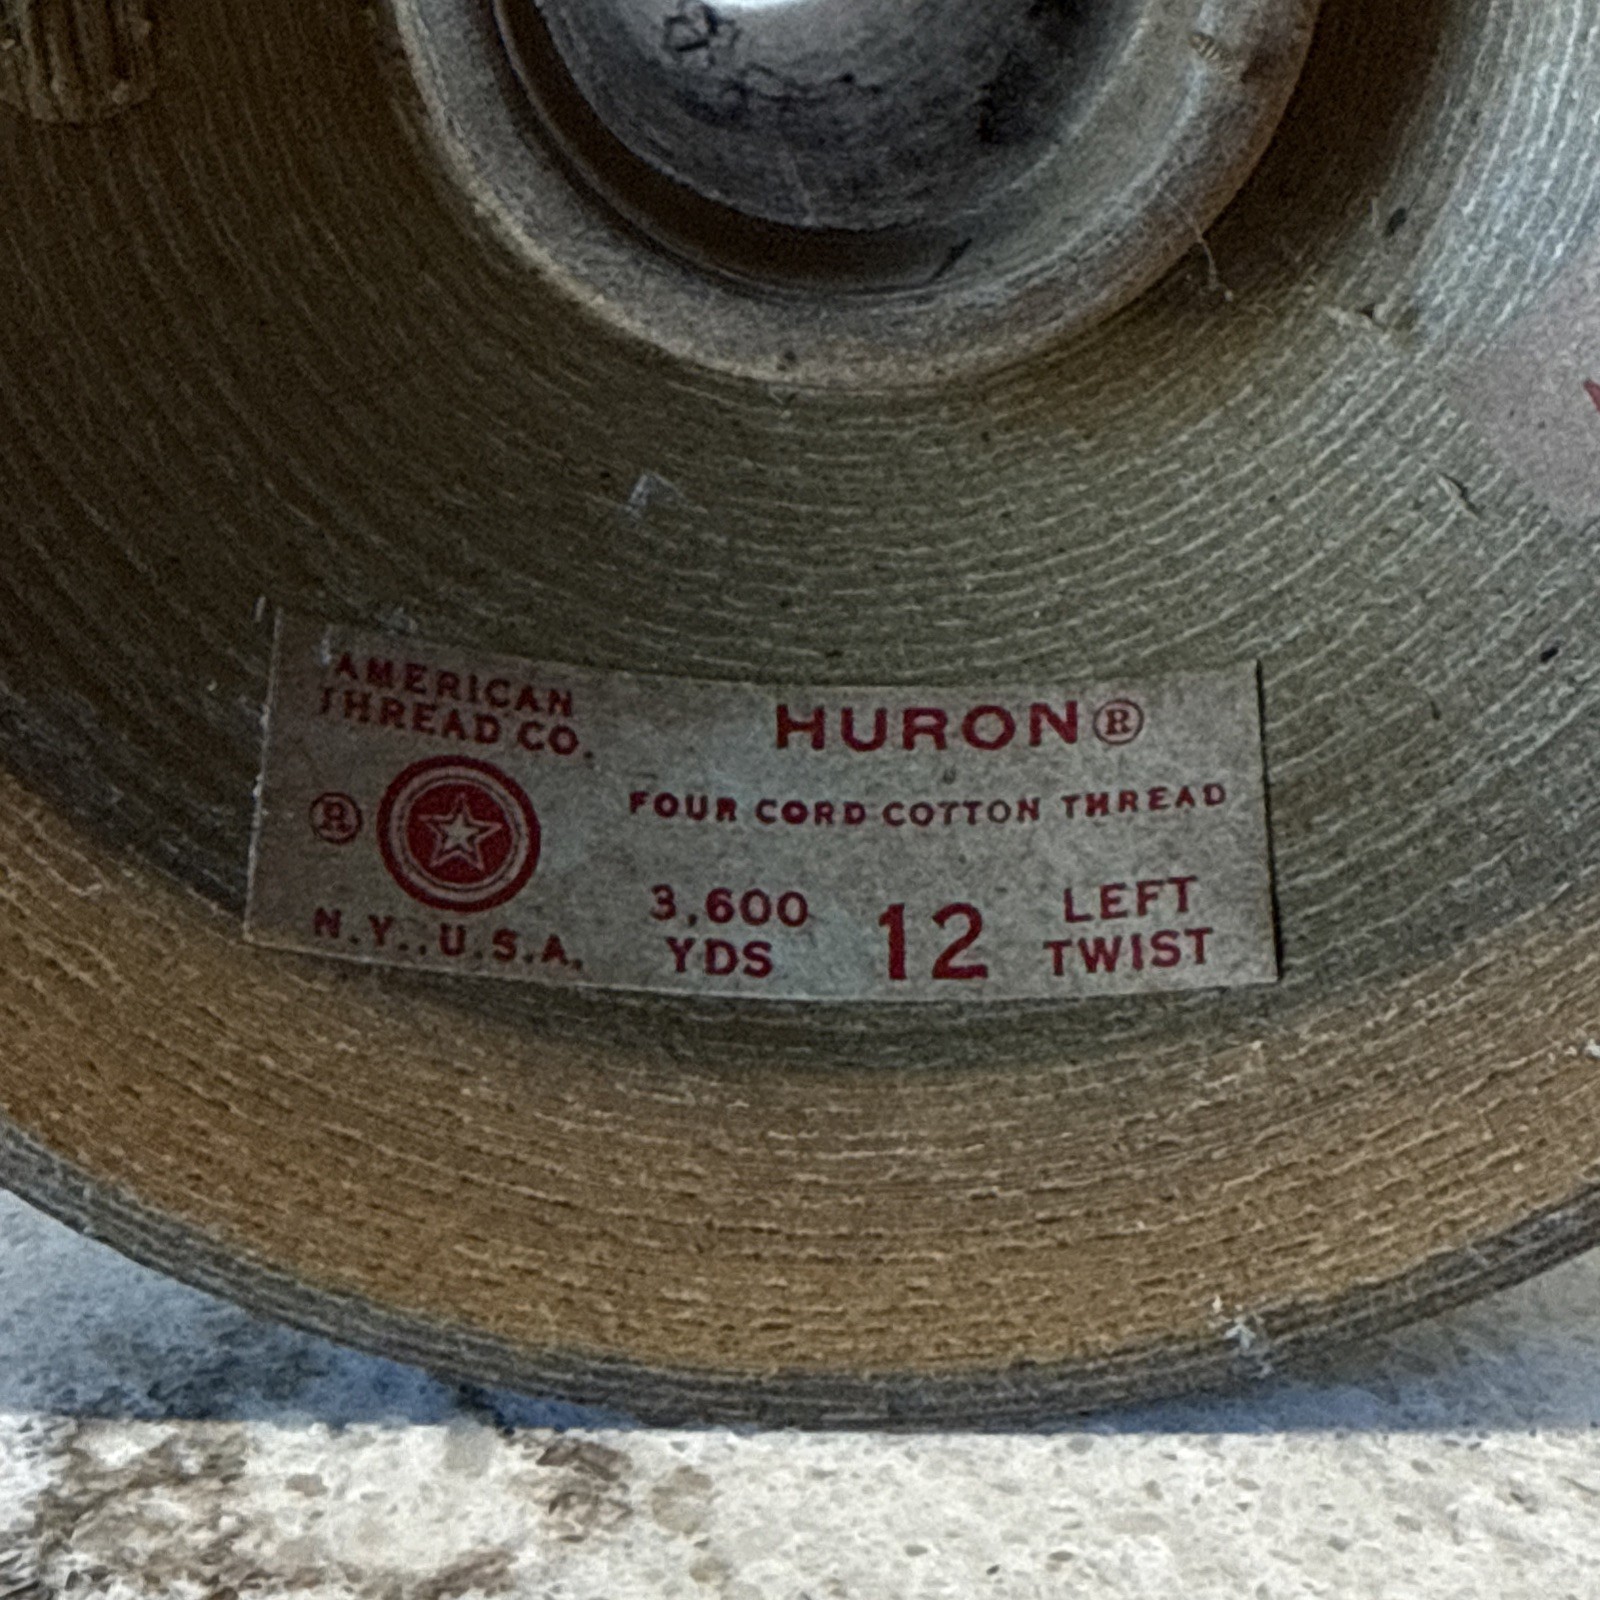 AMERICAN
THREAD CO.
®
N.Y., U.S.A.
HURON®
FOUR CORD COTTON THREAD
3,600
YDS
12
LEFT
TWIST